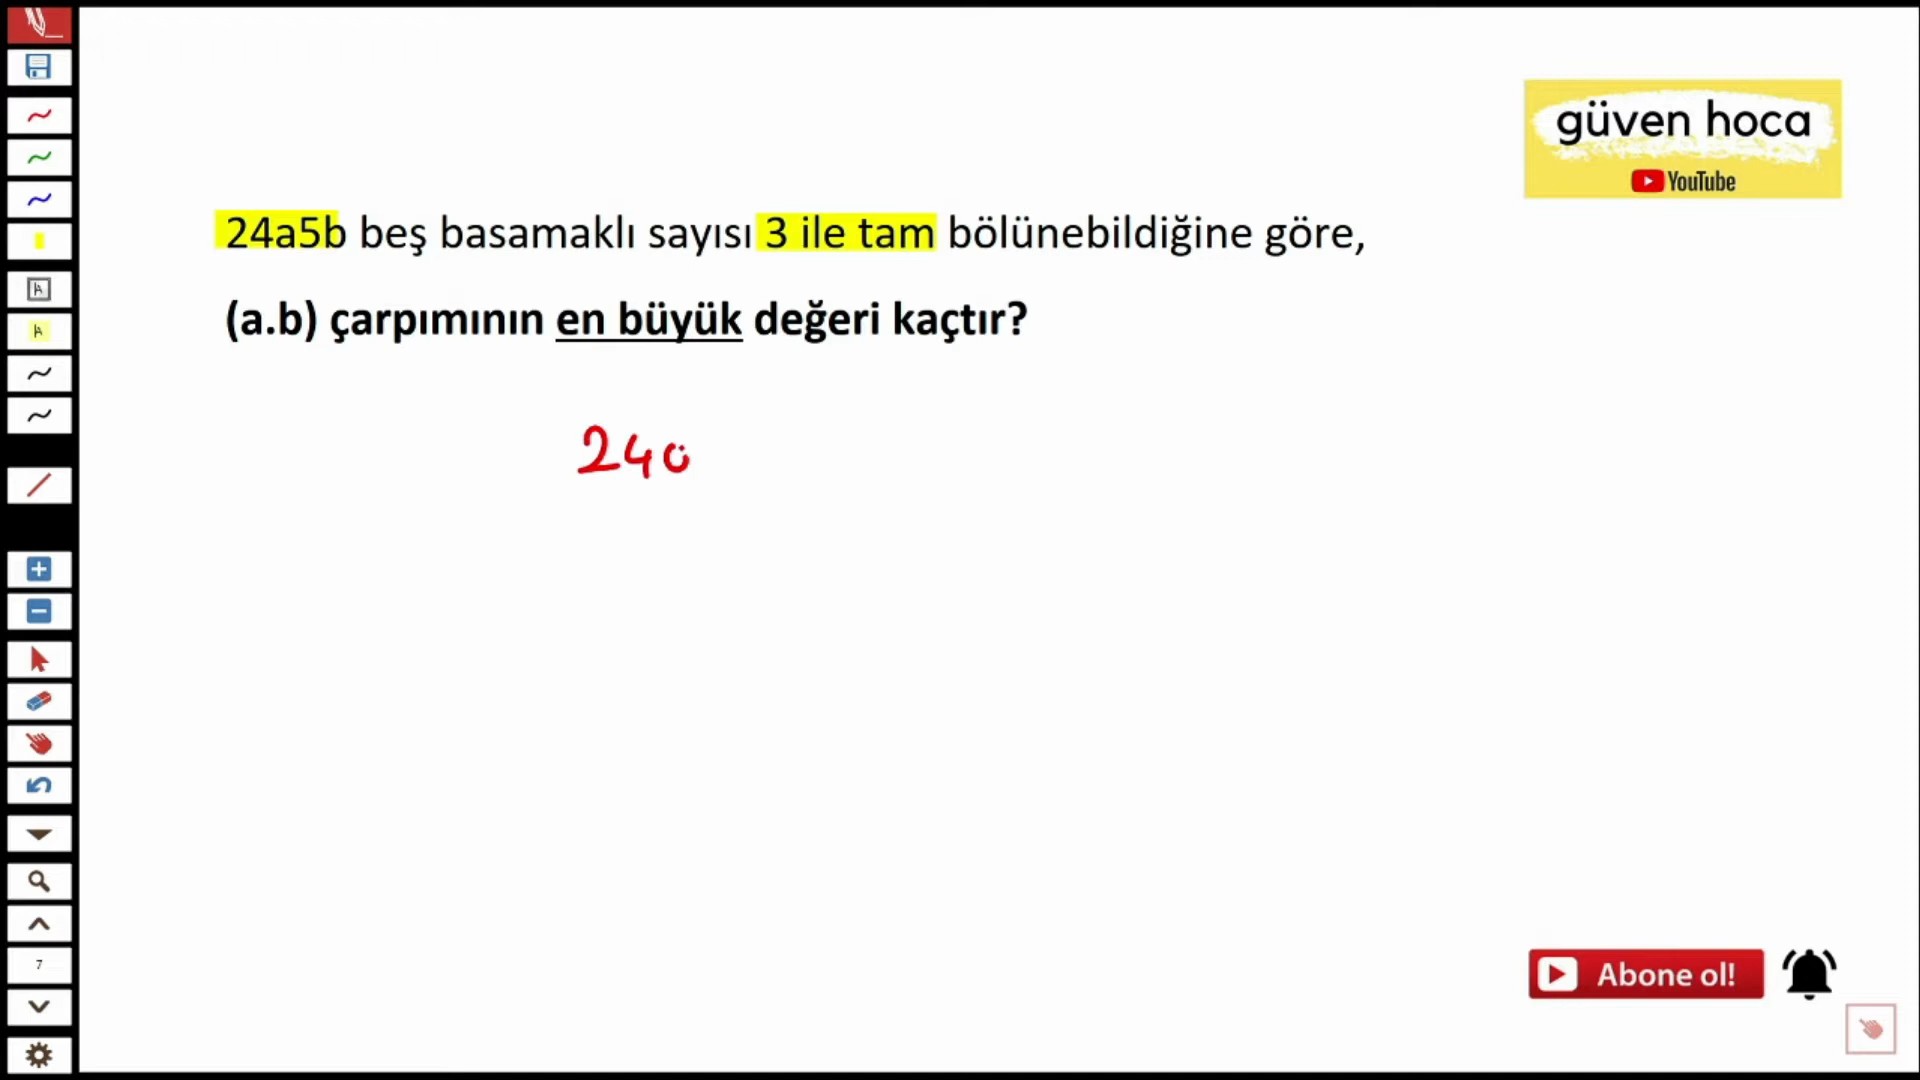 güven hoca
YouTube
24a5b beş basamaklı sayısı 3 ile tam bölünebildiğine göre,
(a.b) çarpımının en büyük değeri kaçtır?
24
7
Abone ol!